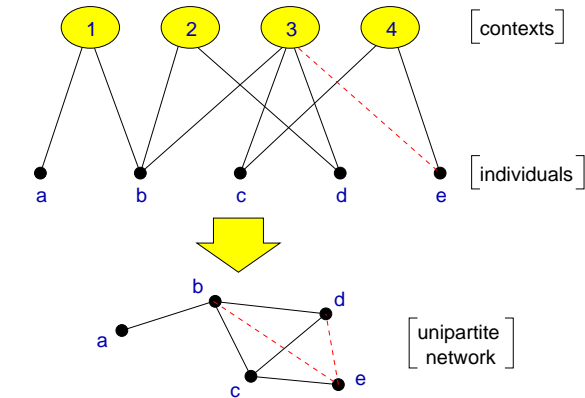 1 2 3 4 contexts
individuals
a b c d e
b
d
unipartite
a
network
c
e